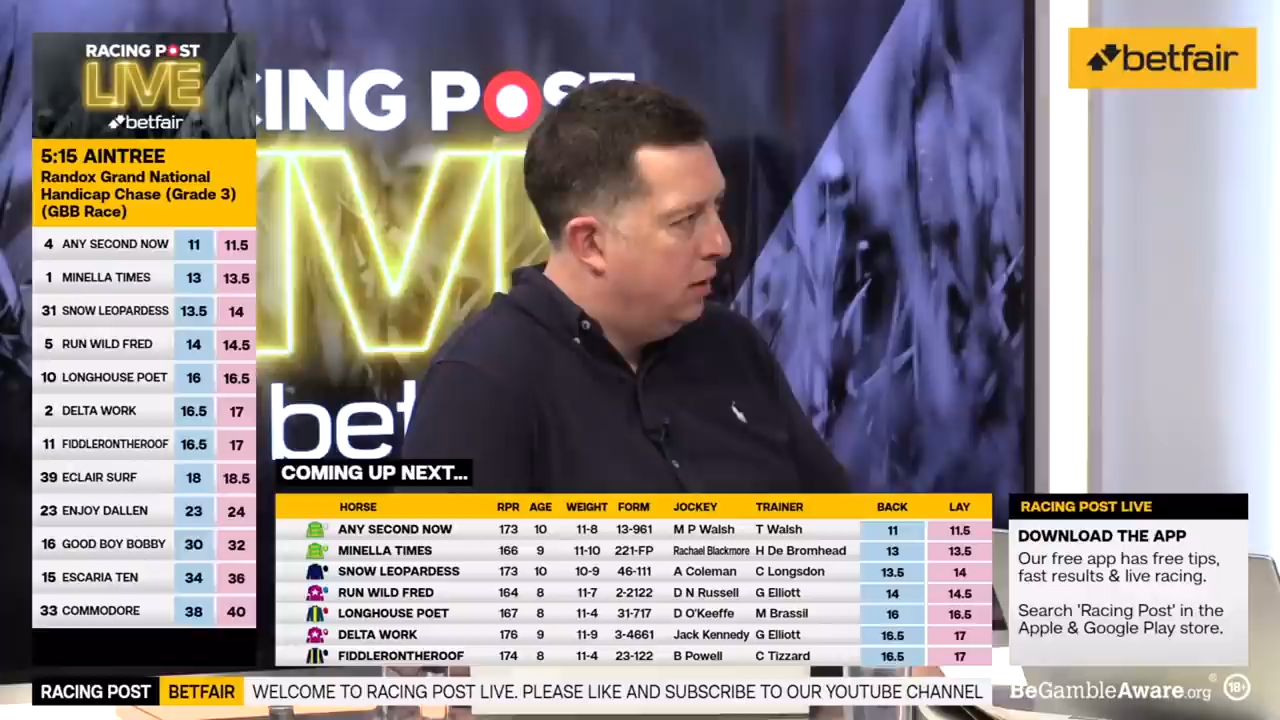 RACING POST
LIVE
betfair
5:15 AINTREE
Randox Grand National
Handicap Chase (Grade 3)
(GBB Race)
4 ANY SECOND NOW 11 11.5
1 MINELLA TIMES 13 13.5
31 SNOW LEOPARDESS 13.5 14
5 RUN WILD FRED 14 14.5
10 LONGHOUSE POET 16 16.5
2 DELTA WORK 16.5 17
11 FIDDLERONTHEROOF 16.5 17
39 ECLAIR SURF 18 18.5
23 ENJOY DALLEN 23 24
16 GOOD BOY BOBBY 30 32
15 ESCARIA TEN 34 36
33 COMMODORE 38 40
CING POS
betfair
bet
COMING UP NEXT...
HORSE RPR AGE WEIGHT FORM JOCKEY TRAINER BACK LAY
ANY SECOND NOW 173 10 11-8 13-961 M P Walsh T Walsh 11 11.5
MINELLA TIMES 166 9 11-10 221-FP Rachael Blackmore H De Bromhead 13 13.5
SNOW LEOPARDESS 173 10 10-9 46-111 A Coleman C Longsdon 13.5 14
RUN WILD FRED 164 8 11-7 2-2122 D N Russell G Elliott 14 14.5
LONGHOUSE POET 167 8 11-4 31-717 D O'Keeffe M Brassil 16 16.5
DELTA WORK 176 9 11-9 3-4661 Jack Kennedy G Elliott 16.5 17
FIDDLERONTHEROOF 174 8 11-4 23-122 B Powell C Tizzard 16.5 17
RACING POST LIVE
DOWNLOAD THE APP
Our free app has free tips,
fast results & live racing.
Search 'Racing Post' in the
Apple & Google Play store.
RACING POST BETFAIR WELCOME TO RACING POST LIVE. PLEASE LIKE AND SUBSCRIBE TO OUR YOUTUBE CHANNEL
BeGambleAware.org 18+